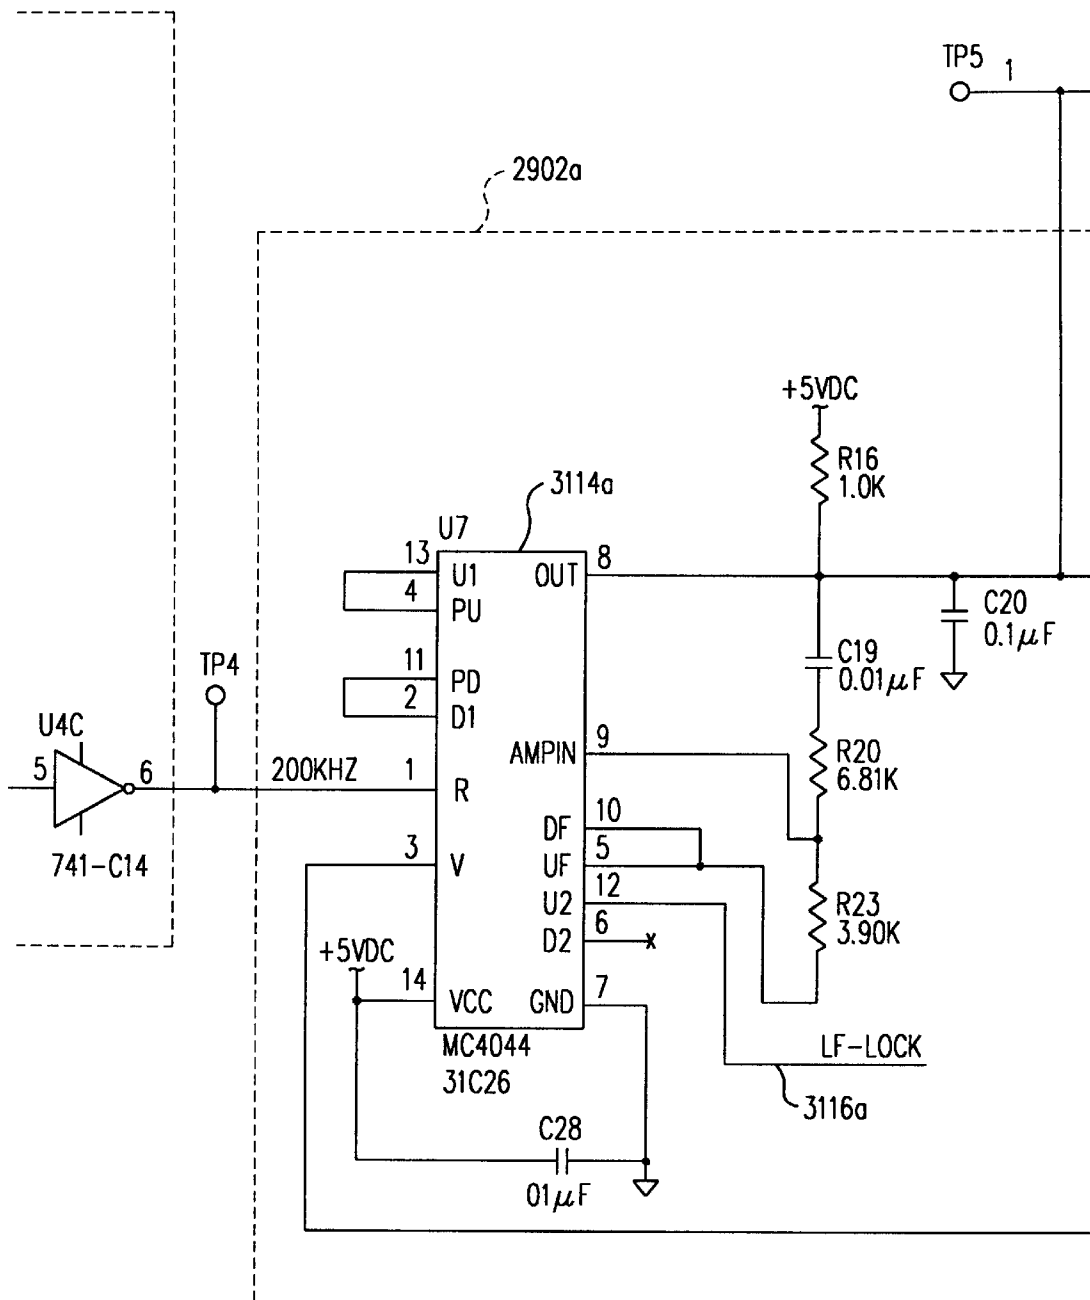 TP5
1
2902a
+5VDC
R16
1.0K
3114a
U7
13
U1
OUT
8
4
PU
C20
0.1μF
11
PD
C19
0.01μF
TP4
2
D1
U4C
AMPIN
9
R20
6.81K
5
6
200KHZ
1
R
10
DF
741-C14
3
V
UF
5
U2
12
R23
3.90K
+5VDC
D2
6
X
14
VCC
GND
7
MC4044
31C26
LF-LOCK
3116a
C28
01μF